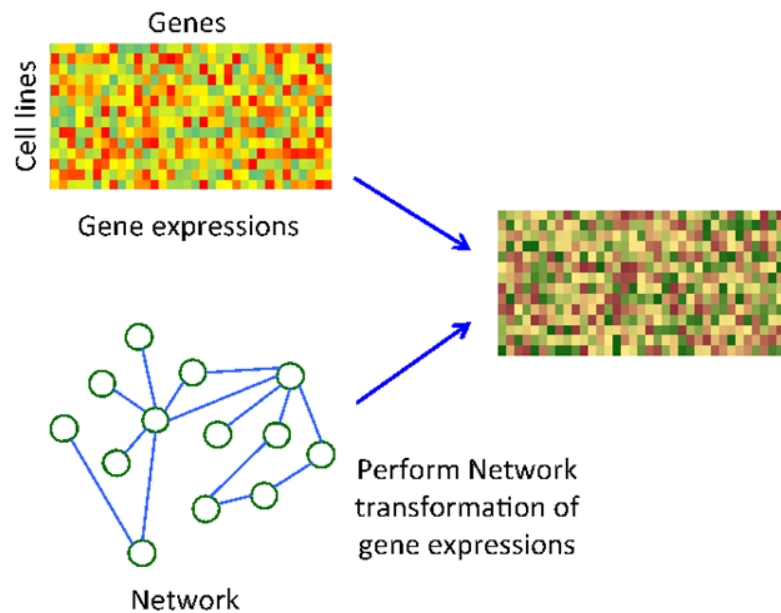 Genes
Cell lines
Gene expressions
Perform Network
transformation of
gene expressions
Network